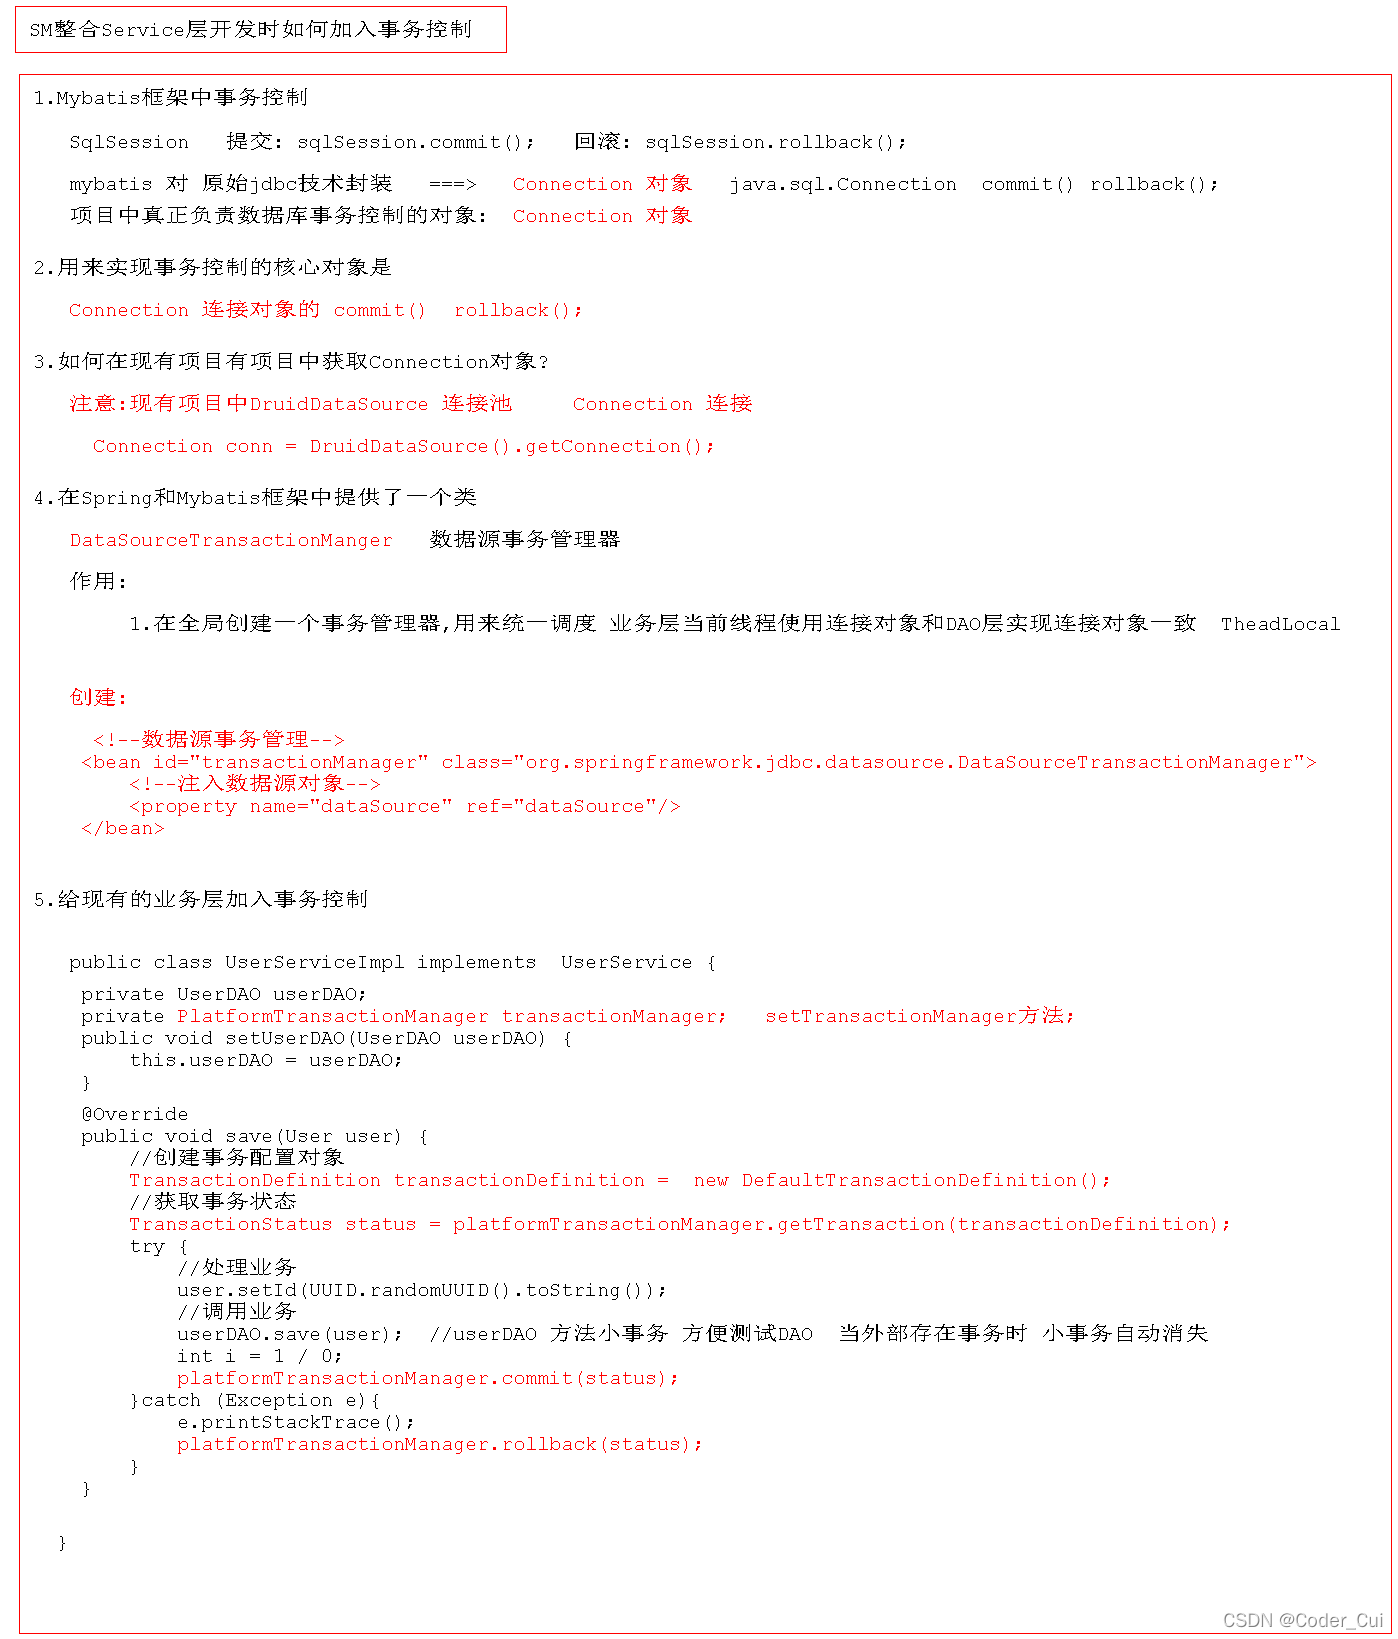 SM整合Service层开发时如何加入事务控制
1.Mybatis框架中事务控制
SqlSession 提交: sqlSession.commit(); 回滚: sqlSession.rollback();
mybatis 对 原始jdbc技术封装 ===> Connection 对象 java.sql.Connection commit() rollback();
项目中真正负责数据库事务控制的对象: Connection 对象
2.用来实现事务控制的核心对象是
Connection 连接对象的 commit() rollback();
3.如何在现有项目有项目中获取Connection对象?
注意:现有项目中DruidDataSource 连接池 Connection 连接
Connection conn = DruidDataSource().getConnection();
4.在Spring和Mybatis框架中提供了一个类
DataSourceTransactionManger 数据源事务管理器
作用:
1.在全局创建一个事务管理器,用来统一调度 业务层当前线程使用连接对象和DAO层实现连接对象一致 TheadLocal
创建:
<!--数据源事务管理-->
<bean id="transactionManager" class="org.springframework.jdbc.datasource.DataSourceTransactionManager">
<!--注入数据源对象-->
<property name="dataSource" ref="dataSource"/>
</bean>
5.给现有的业务层加入事务控制
public class UserServiceImpl implements UserService {
private UserDAO userDAO;
private PlatformTransactionManager transactionManager; setTransactionManager方法;
public void setUserDAO(UserDAO userDAO) {
this.userDAO = userDAO;
}
@Override
public void save(User user) {
//创建事务配置对象
TransactionDefinition transactionDefinition = new DefaultTransactionDefinition();
//获取事务状态
TransactionStatus status = platformTransactionManager.getTransaction(transactionDefinition);
try {
//处理业务
user.setId(UUID.randomUUID().toString());
//调用业务
userDAO.save(user); //userDAO 方法小事务 方便测试DAO 当外部存在事务时 小事务自动消失
int i = 1 / 0;
platformTransactionManager.commit(status);
}catch (Exception e){
e.printStackTrace();
platformTransactionManager.rollback(status);
}
}
}
CSDN @Coder_Cui